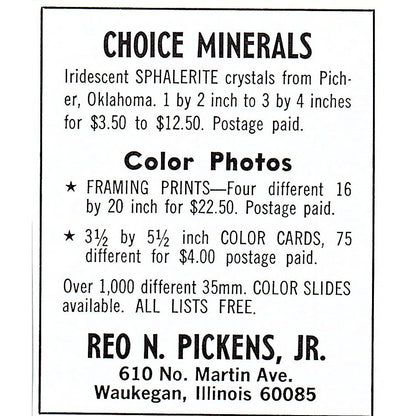 CHOICE MINERALS
Iridescent SPHALERITE crystals from Pich-
er, Oklahoma. 1 by 2 inch to 3 by 4 inches
for $3.50 to $12.50. Postage paid.
Color Photos
★ FRAMING PRINTS—Four different 16
by 20 inch for $22.50. Postage paid.
★ 3½ by 5½ inch COLOR CARDS, 75
different for $4.00 postage paid.
Over 1,000 different 35mm. COLOR SLIDES
available. ALL LISTS FREE.
REO N. PICKENS, JR.
610 No. Martin Ave.
Waukegan, Illinois 60085